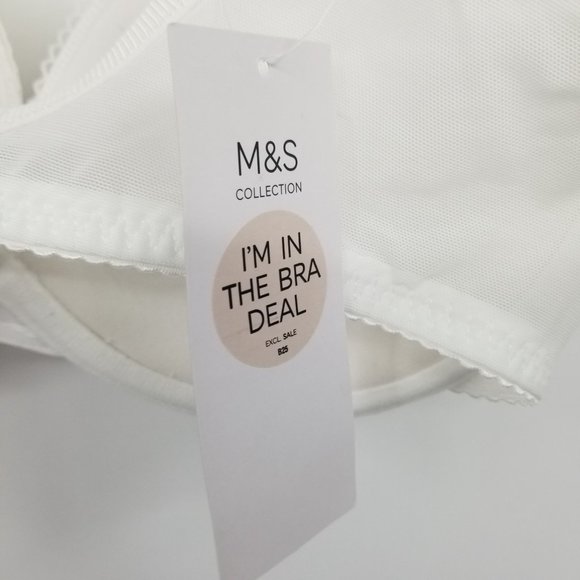 M&S
COLLECTION
I'M IN
THE BRA
DEAL
EXCL. SALE
B25